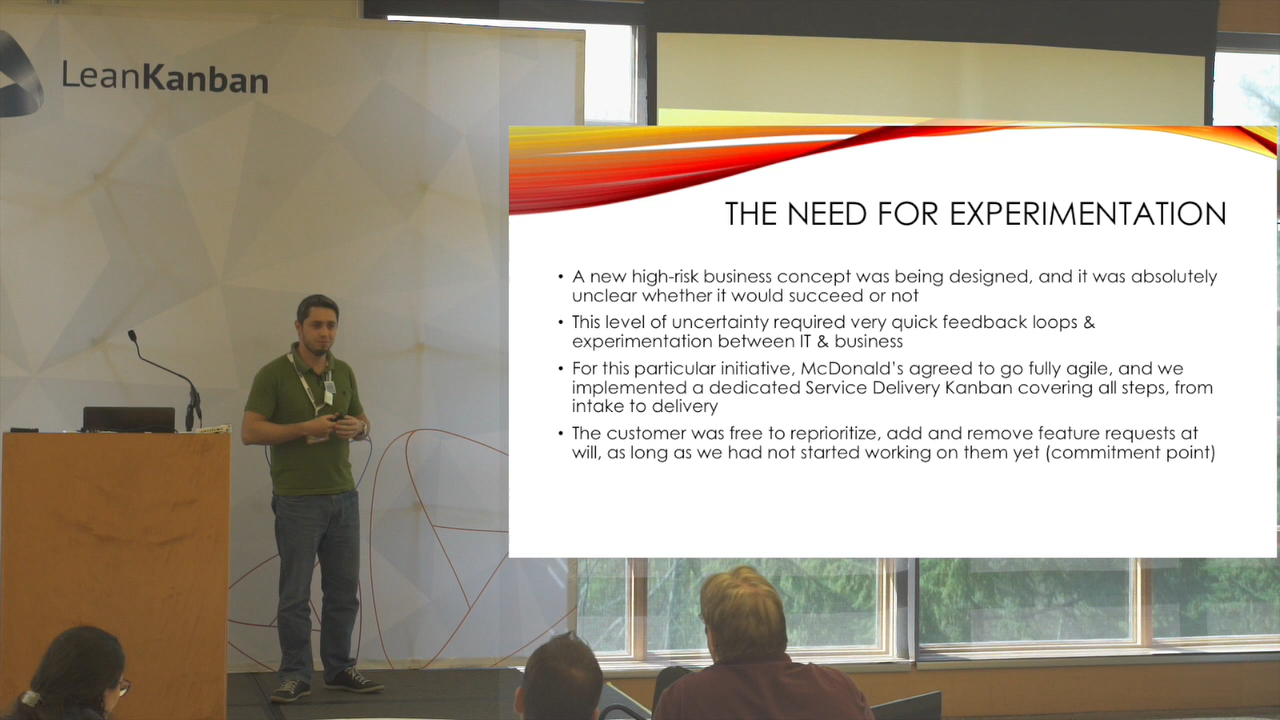 LeanKanban
THE NEED FOR EXPERIMENTATION
• A new high-risk business concept was being designed, and it was absolutely
unclear whether it would succeed or not
• This level of uncertainty required very quick feedback loops &
experimentation between IT & business
• For this particular initiative, McDonald's agreed to go fully agile, and we
implemented a dedicated Service Delivery Kanban covering all steps, from
intake to delivery
• The customer was free to reprioritize, add and remove feature requests at
will, as long as we had not started working on them yet (commitment point)